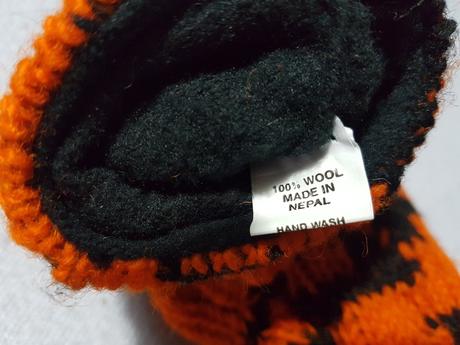 100% WOOL
MADE IN
NEPAL
HAND WASH